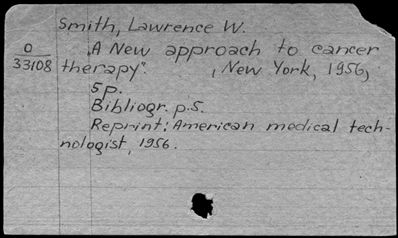 Smith, Lawrence W.
O
33108
"A New approach to cancer
therapy". , New York, 1956,
5p.
Bibliogr. p.5.
Reprint: American medical tech-
nologist, 1956.